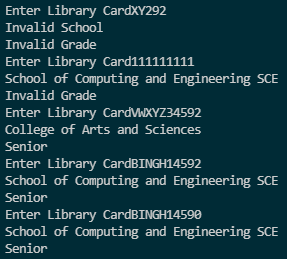 Enter Library CardXY292
Invalid School
Invalid Grade
Enter Library Card111111111
School of Computing and Engineering SCE
Invalid Grade
Enter Library CardVWXYZ34592
College of Arts and Sciences
Senior
Enter Library CardBINGH14592
School of Computing and Engineering SCE
Senior
Enter Library CardBINGH14590
School of Computing and Engineering SCE
Senior